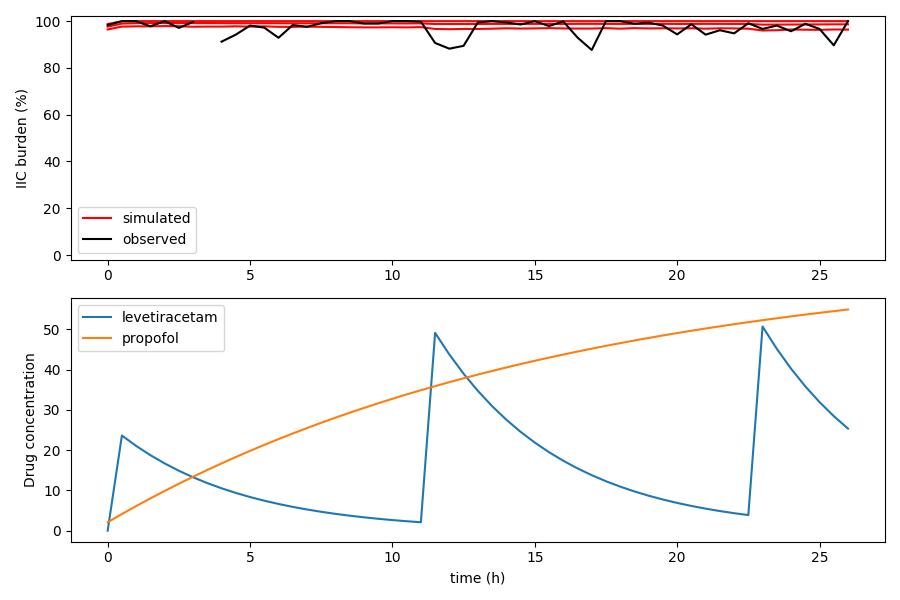 100
80
60
40
20
0
IIC burden (%)
simulated
observed
0 5 10 15 20 25
levetiracetam
propofol
50
40
30
20
10
0
Drug concentration
0 5 10 15 20 25
time (h)